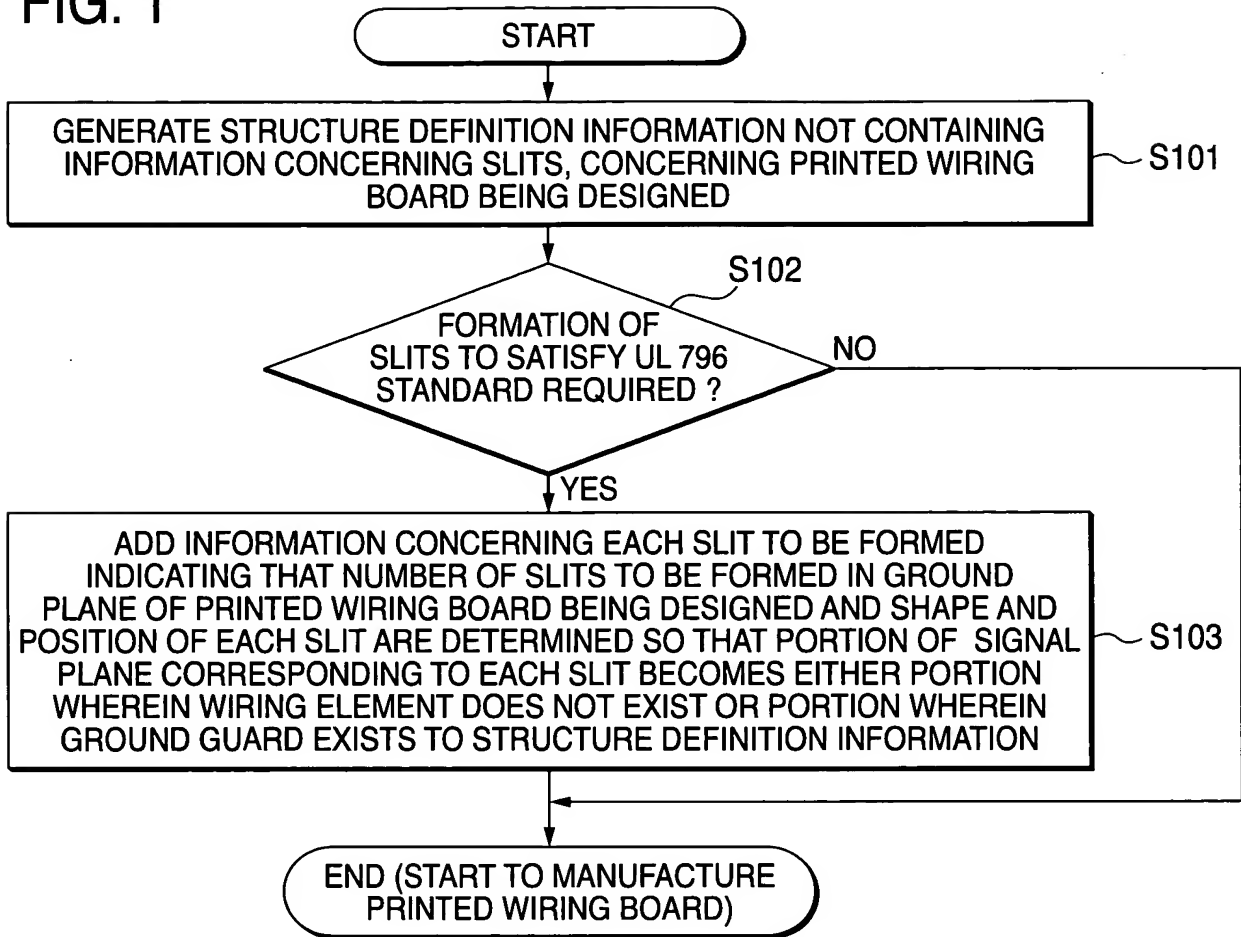 FIG. 1
START
GENERATE STRUCTURE DEFINITION INFORMATION NOT CONTAINING
INFORMATION CONCERNING SLITS, CONCERNING PRINTED WIRING
BOARD BEING DESIGNED
S101
S102
FORMATION OF
SLITS TO SATISFY UL 796
STANDARD REQUIRED ?
NO
YES
ADD INFORMATION CONCERNING EACH SLIT TO BE FORMED
INDICATING THAT NUMBER OF SLITS TO BE FORMED IN GROUND
PLANE OF PRINTED WIRING BOARD BEING DESIGNED AND SHAPE AND
POSITION OF EACH SLIT ARE DETERMINED SO THAT PORTION OF SIGNAL
PLANE CORRESPONDING TO EACH SLIT BECOMES EITHER PORTION
WHEREIN WIRING ELEMENT DOES NOT EXIST OR PORTION WHEREIN
GROUND GUARD EXISTS TO STRUCTURE DEFINITION INFORMATION
S103
END (START TO MANUFACTURE
PRINTED WIRING BOARD)